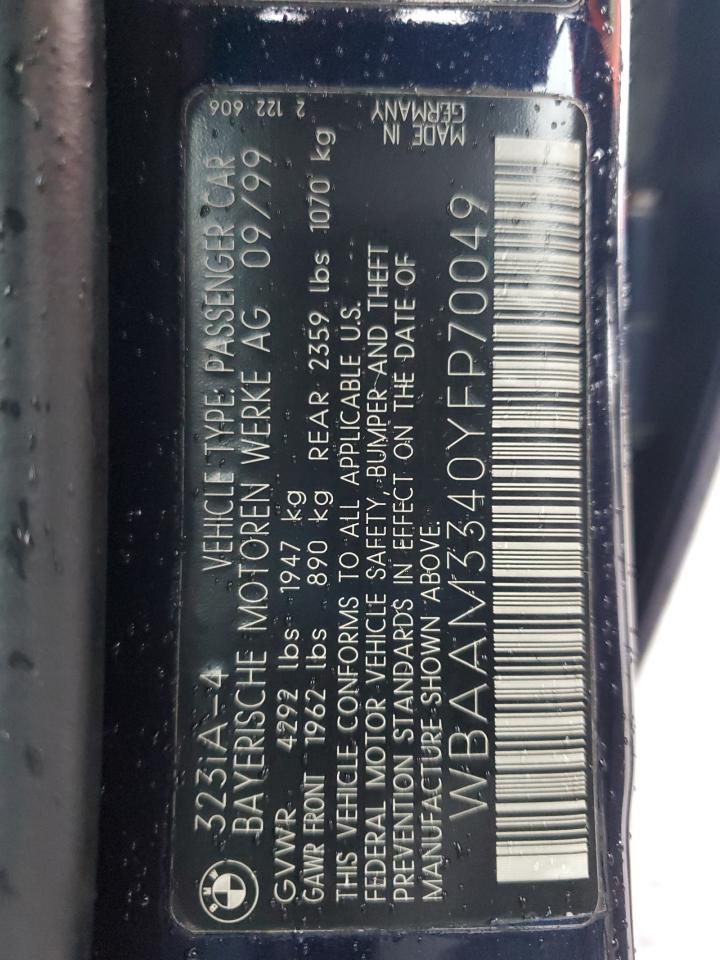 323iA-4 VEHICLE TYPE: PASSENGER CAR 2 122 606
BMW
BAYERISCHE MOTOREN WERKE AG 09/99
GVWR 4292 lbs 1947 kg
GAWR FRONT 1962 lbs 890 kg REAR 2359 lbs 1070 kg
THIS VEHICLE CONFORMS TO ALL APPLICABLE U.S.
FEDERAL MOTOR VEHICLE SAFETY, BUMPER AND THEFT
PREVENTION STANDARDS IN EFFECT ON THE DATE OF
MANUFACTURE SHOWN ABOVE.
MADE IN
GERMANY
WBAAM3340YFP70049